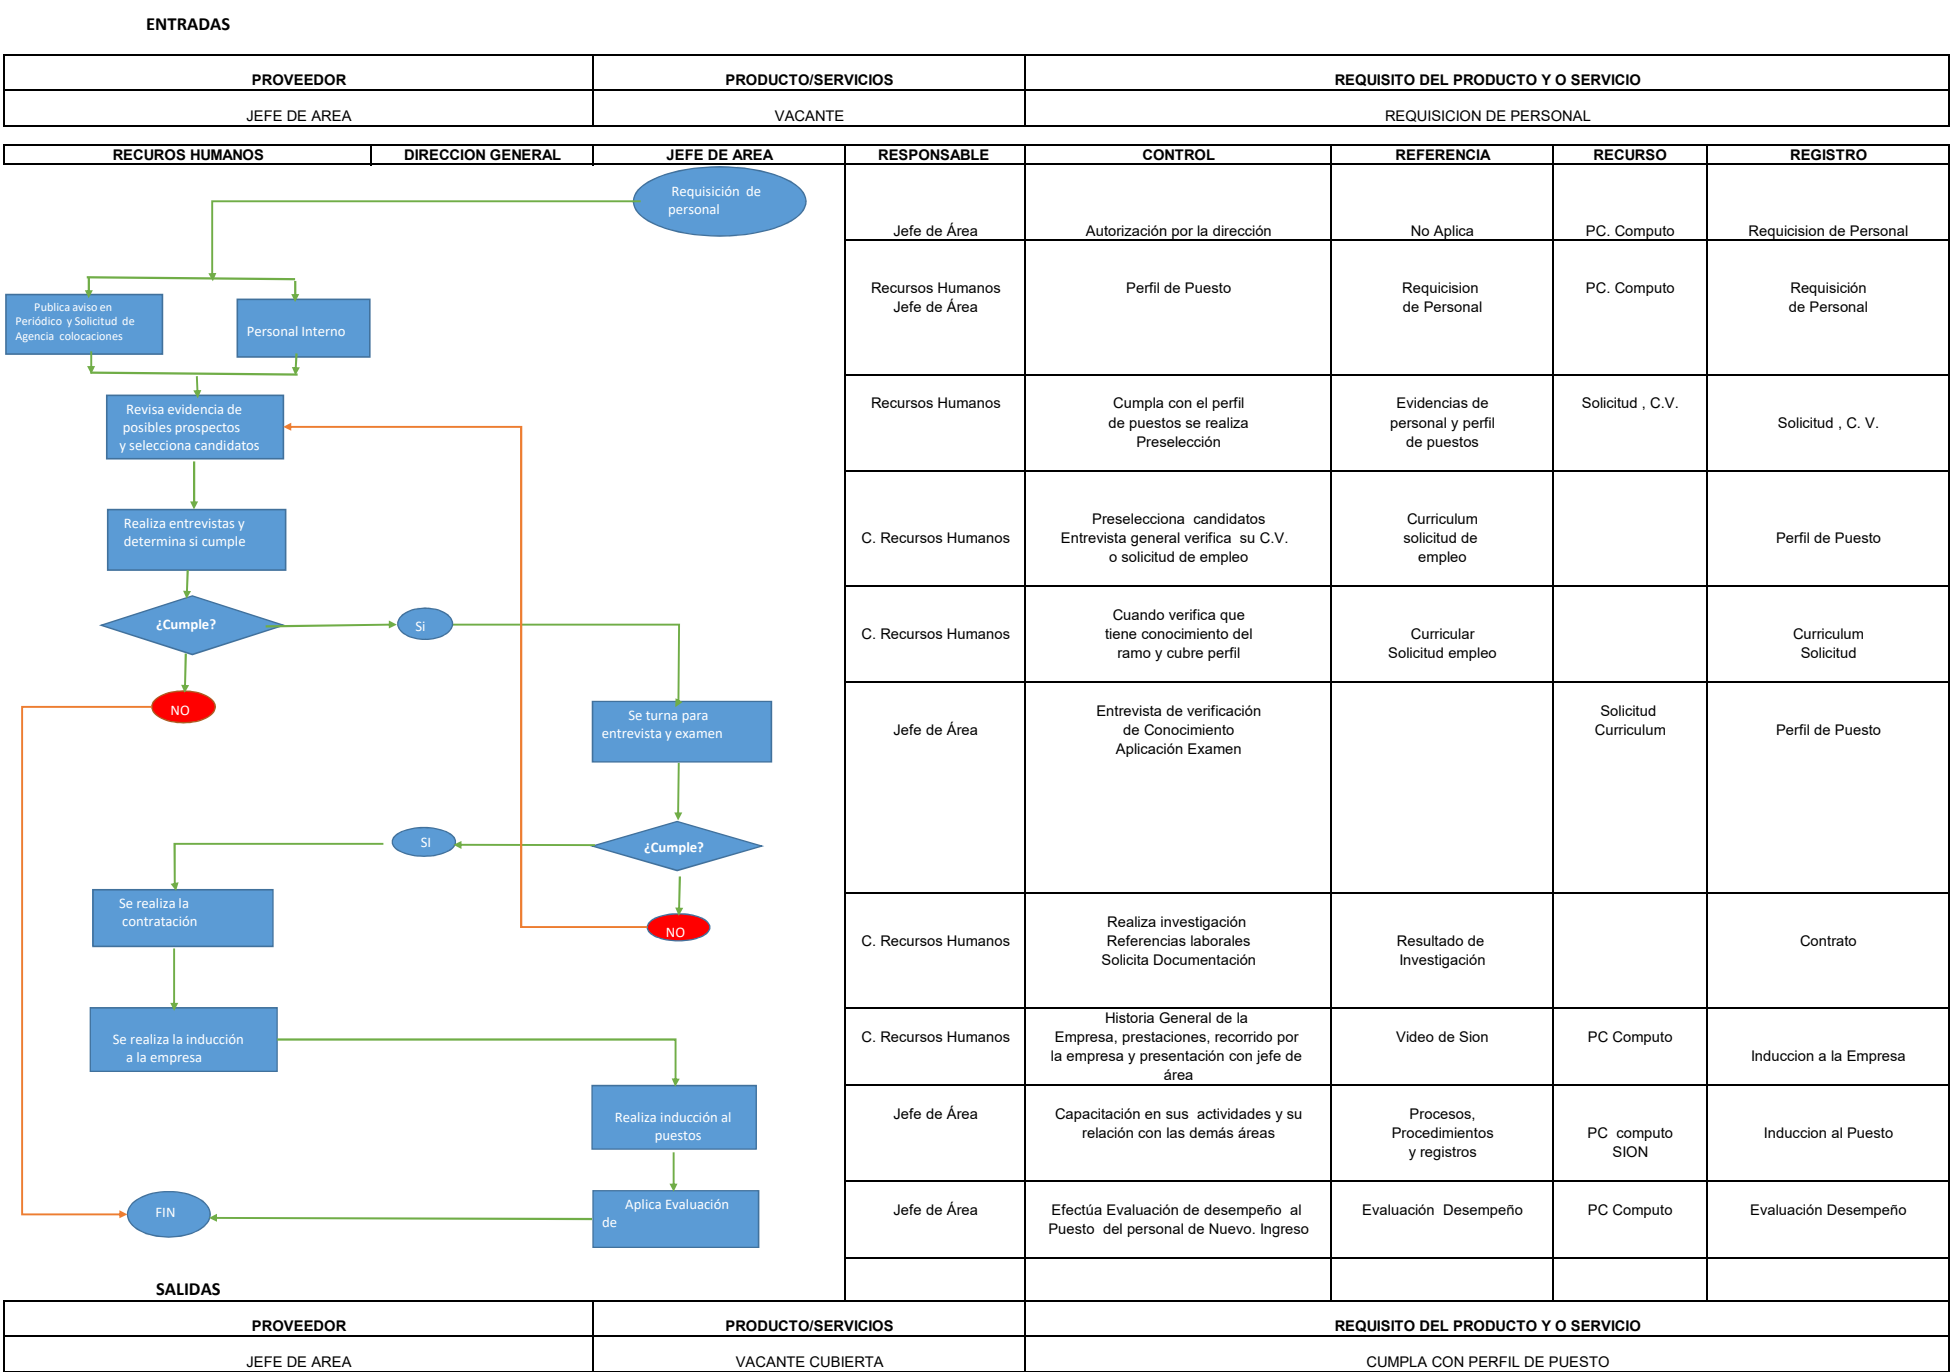 ENTRADAS
PROVEEDOR
PRODUCTO/SERVICIOS
REQUISITO DEL PRODUCTO Y O SERVICIO
JEFE DE AREA
VACANTE
REQUISICION DE PERSONAL
RECUROS HUMANOS
DIRECCION GENERAL
JEFE DE AREA
RESPONSABLE
CONTROL
REFERENCIA
RECURSO
REGISTRO
Requisición de
personal
Jefe de Área
Autorización por la dirección
No Aplica
PC. Computo
Requicision de Personal
Publica aviso en
Periódico y Solicitud de
Agencia colocaciones
Personal Interno
Recursos Humanos
Jefe de Área
Perfil de Puesto
Requicision
de Personal
PC. Computo
Requisición
de Personal
Revisa evidencia de
posibles prospectos
y selecciona candidatos
Recursos Humanos
Cumpla con el perfil
de puestos se realiza
Preselección
Evidencias de
personal y perfil
de puestos
Solicitud , C.V.
Solicitud , C. V.
Realiza entrevistas y
determina si cumple
C. Recursos Humanos
Preselecciona candidatos
Entrevista general verifica su C.V.
o solicitud de empleo
Curriculum
solicitud de
empleo
Perfil de Puesto
¿Cumple?
Si
NO
C. Recursos Humanos
Cuando verifica que
tiene conocimiento del
ramo y cubre perfil
Curricular
Solicitud empleo
Curriculum
Solicitud
Se turna para
entrevista y examen
Jefe de Área
Entrevista de verificación
de Conocimiento
Aplicación Examen
Solicitud
Curriculum
Perfil de Puesto
¿Cumple?
SI
NO
Se realiza la
contratación
C. Recursos Humanos
Realiza investigación
Referencias laborales
Solicita Documentación
Resultado de
Investigación
Contrato
Se realiza la inducción
a la empresa
C. Recursos Humanos
Historia General de la
Empresa, prestaciones, recorrido por
la empresa y presentación con jefe de
área
Video de Sion
PC Computo
Induccion a la Empresa
Realiza inducción al
puestos
Jefe de Área
Capacitación en sus actividades y su
relación con las demás áreas
Procesos,
Procedimientos
y registros
PC computo
SION
Induccion al Puesto
FIN
Aplica Evaluación
de
Jefe de Área
Efectúa Evaluación de desempeño al
Puesto del personal de Nuevo. Ingreso
Evaluación Desempeño
PC Computo
Evaluación Desempeño
SALIDAS
PROVEEDOR
PRODUCTO/SERVICIOS
REQUISITO DEL PRODUCTO Y O SERVICIO
JEFE DE AREA
VACANTE CUBIERTA
CUMPLA CON PERFIL DE PUESTO